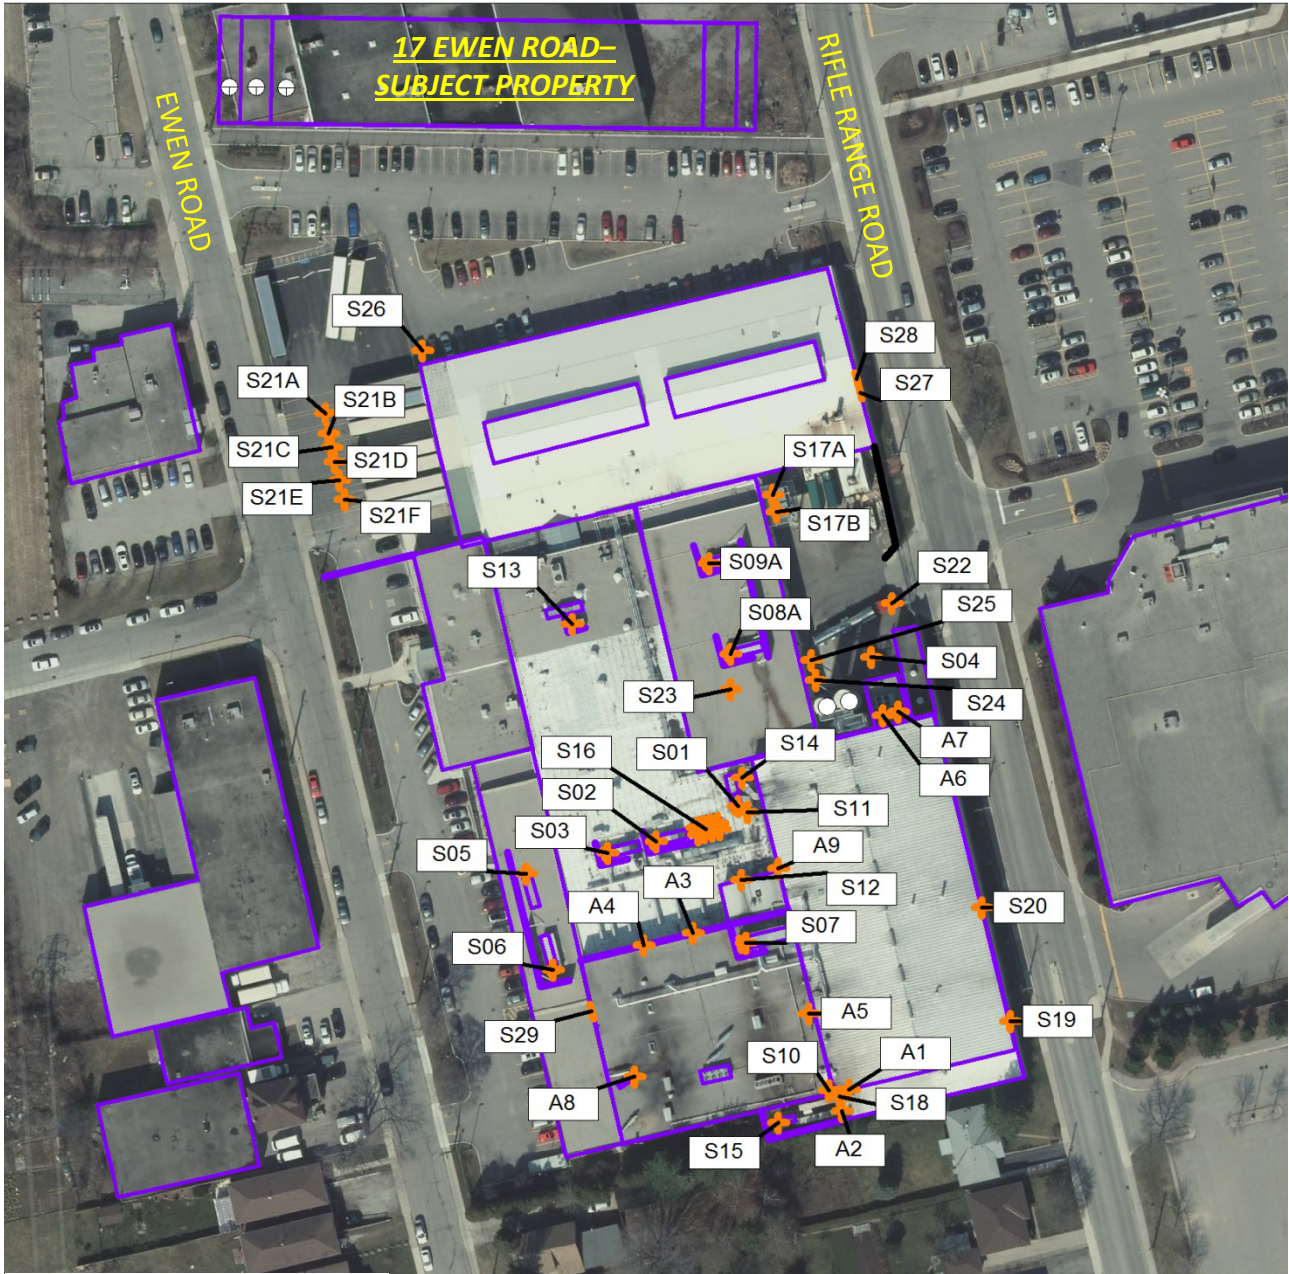 17 EWEN ROAD–
SUBJECT PROPERTY
EWEN ROAD
RIFLE RANGE ROAD
S26
S28
S27
S21A
S21B
S21C
S21D
S21E
S21F
S17A
S17B
S09A
S13
S22
S25
S08A
S04
S23
S24
A7
A6
S16
S01
S14
S02
S11
S03
S05
A9
A3
S12
A4
S20
S07
S06
S29
A5
S19
S10
A1
A8
S18
S15
A2